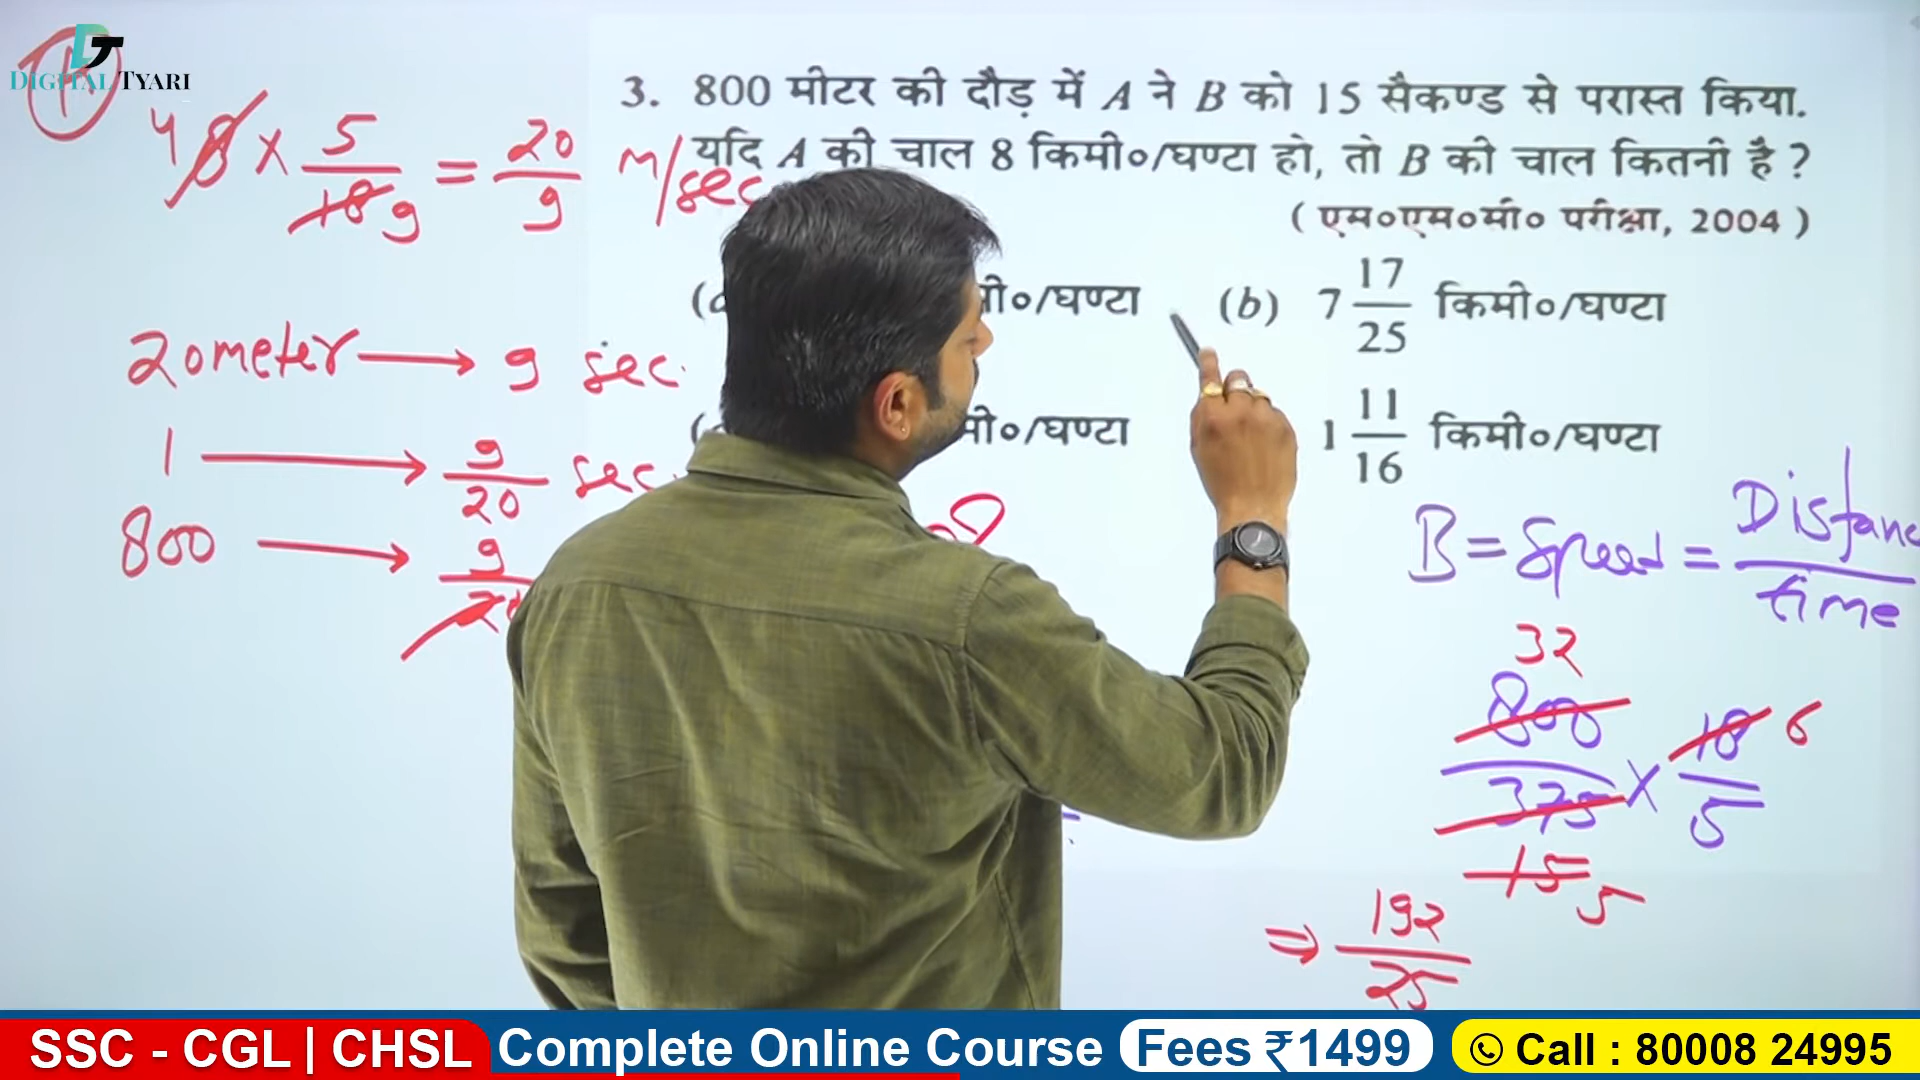 DIGITAL TYARI
3. 800 मीटर की दौड़ में A ने B को 15 सैकण्ड से परास्त किया.
यदि A की चाल 8 किमी०/घण्टा हो, तो B की चाल कितनी है ?
( एम०एम०सी० परीक्षा, 2004 )
मी०/घण्टा (b) 7 17/25 किमी०/घण्टा
मी०/घण्टा 1 11/16 किमी०/घण्टा
4 8 × 5/18 9 = 20/9 m/sec
20 meter → 9 sec.
1 → 9/20 sec.
800 → 9/20
B = Speed = Distanc/time
32
800/375 × 18/5 6
15 5
⇒ 192/25
SSC - CGL | CHSL Complete Online Course Fees ₹1499 Call : 80008 24995